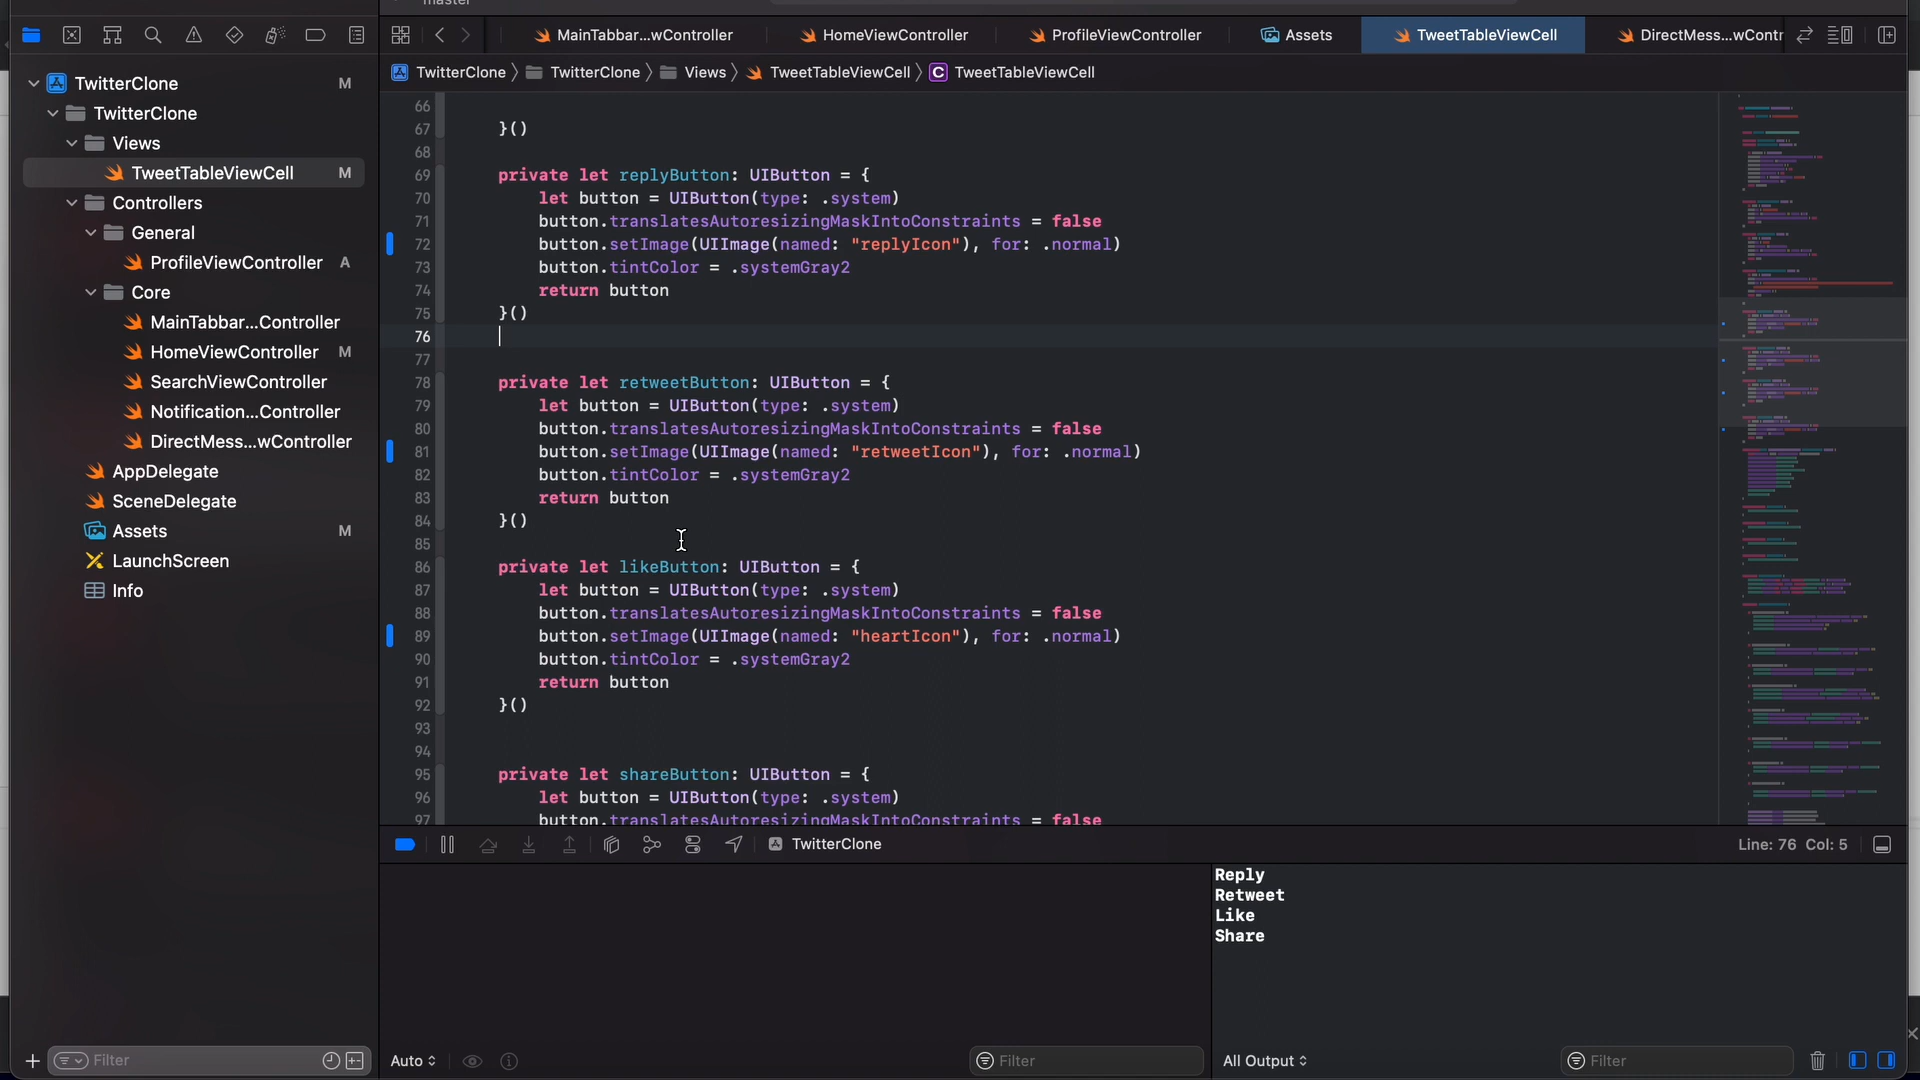 master
MainTabbar...wController
HomeViewController
ProfileViewController
Assets
TweetTableViewCell
DirectMess...wContr
TwitterClone 〉 TwitterClone 〉 Views 〉 TweetTableViewCell 〉 C TweetTableViewCell
TwitterClone M
TwitterClone
Views
TweetTableViewCell M
Controllers
General
ProfileViewController A
Core
MainTabbar...Controller
HomeViewController M
SearchViewController
Notification...Controller
DirectMess...wController
AppDelegate
SceneDelegate
Assets M
LaunchScreen
Info
Filter
66
67 }()
68
69 private let replyButton: UIButton = {
70 let button = UIButton(type: .system)
71 button.translatesAutoresizingMaskIntoConstraints = false
72 button.setImage(UIImage(named: "replyIcon"), for: .normal)
73 button.tintColor = .systemGray2
74 return button
75 }()
76
77
78 private let retweetButton: UIButton = {
79 let button = UIButton(type: .system)
80 button.translatesAutoresizingMaskIntoConstraints = false
81 button.setImage(UIImage(named: "retweetIcon"), for: .normal)
82 button.tintColor = .systemGray2
83 return button
84 }()
85
86 private let likeButton: UIButton = {
87 let button = UIButton(type: .system)
88 button.translatesAutoresizingMaskIntoConstraints = false
89 button.setImage(UIImage(named: "heartIcon"), for: .normal)
90 button.tintColor = .systemGray2
91 return button
92 }()
93
94
95 private let shareButton: UIButton = {
96 let button = UIButton(type: .system)
97 button.translatesAutoresizingMaskIntoConstraints = false
TwitterClone
Line: 76 Col: 5
Reply
Retweet
Like
Share
Auto
Filter
All Output
Filter